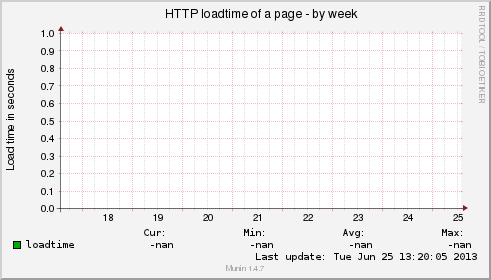 HTTP loadtime of a page - by week
RRDTOOL / TOBI OETIKER
Load time in seconds
1.0
0.9
0.8
0.7
0.6
0.5
0.4
0.3
0.2
0.1
0.0
18 19 20 21 22 23 24 25
Cur: Min: Avg: Max:
loadtime -nan -nan -nan -nan
Last update: Tue Jun 25 13:20:05 2013
Munin 1.4.7